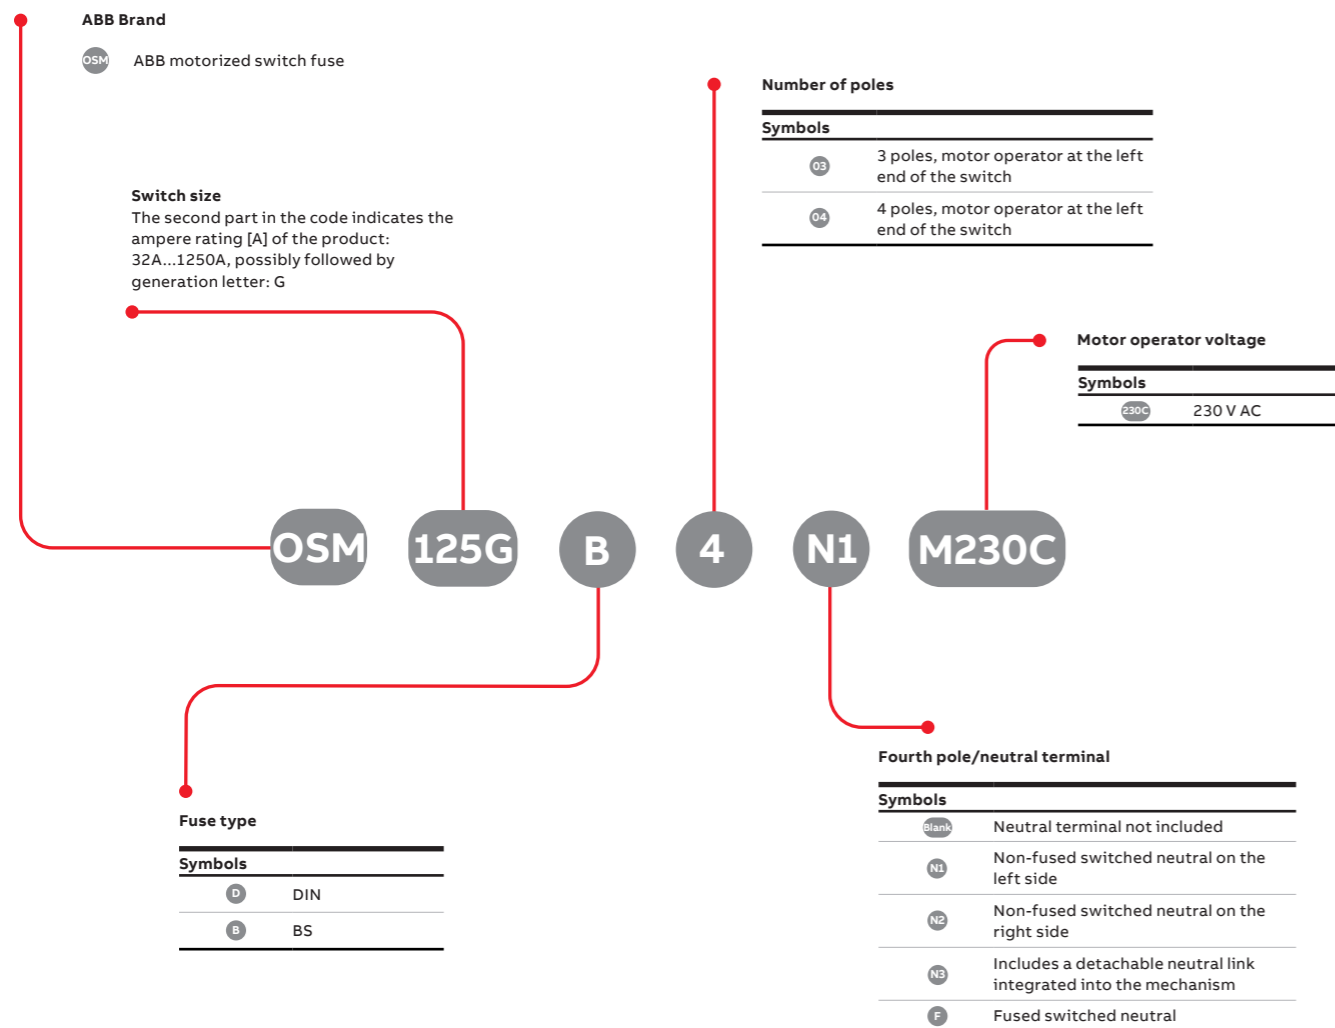 ABB Brand
OSM ABB motorized switch fuse
Number of poles
Symbols
03 3 poles, motor operator at the left
end of the switch
04 4 poles, motor operator at the left
end of the switch
Switch size
The second part in the code indicates the
ampere rating [A] of the product:
32A...1250A, possibly followed by
generation letter: G
Motor operator voltage
Symbols
230C 230 V AC
OSM 125G B 4 N1 M230C
Fuse type
Symbols
D DIN
B BS
Fourth pole/neutral terminal
Symbols
Blank Neutral terminal not included
N1 Non-fused switched neutral on the
left side
N2 Non-fused switched neutral on the
right side
N3 Includes a detachable neutral link
integrated into the mechanism
F Fused switched neutral